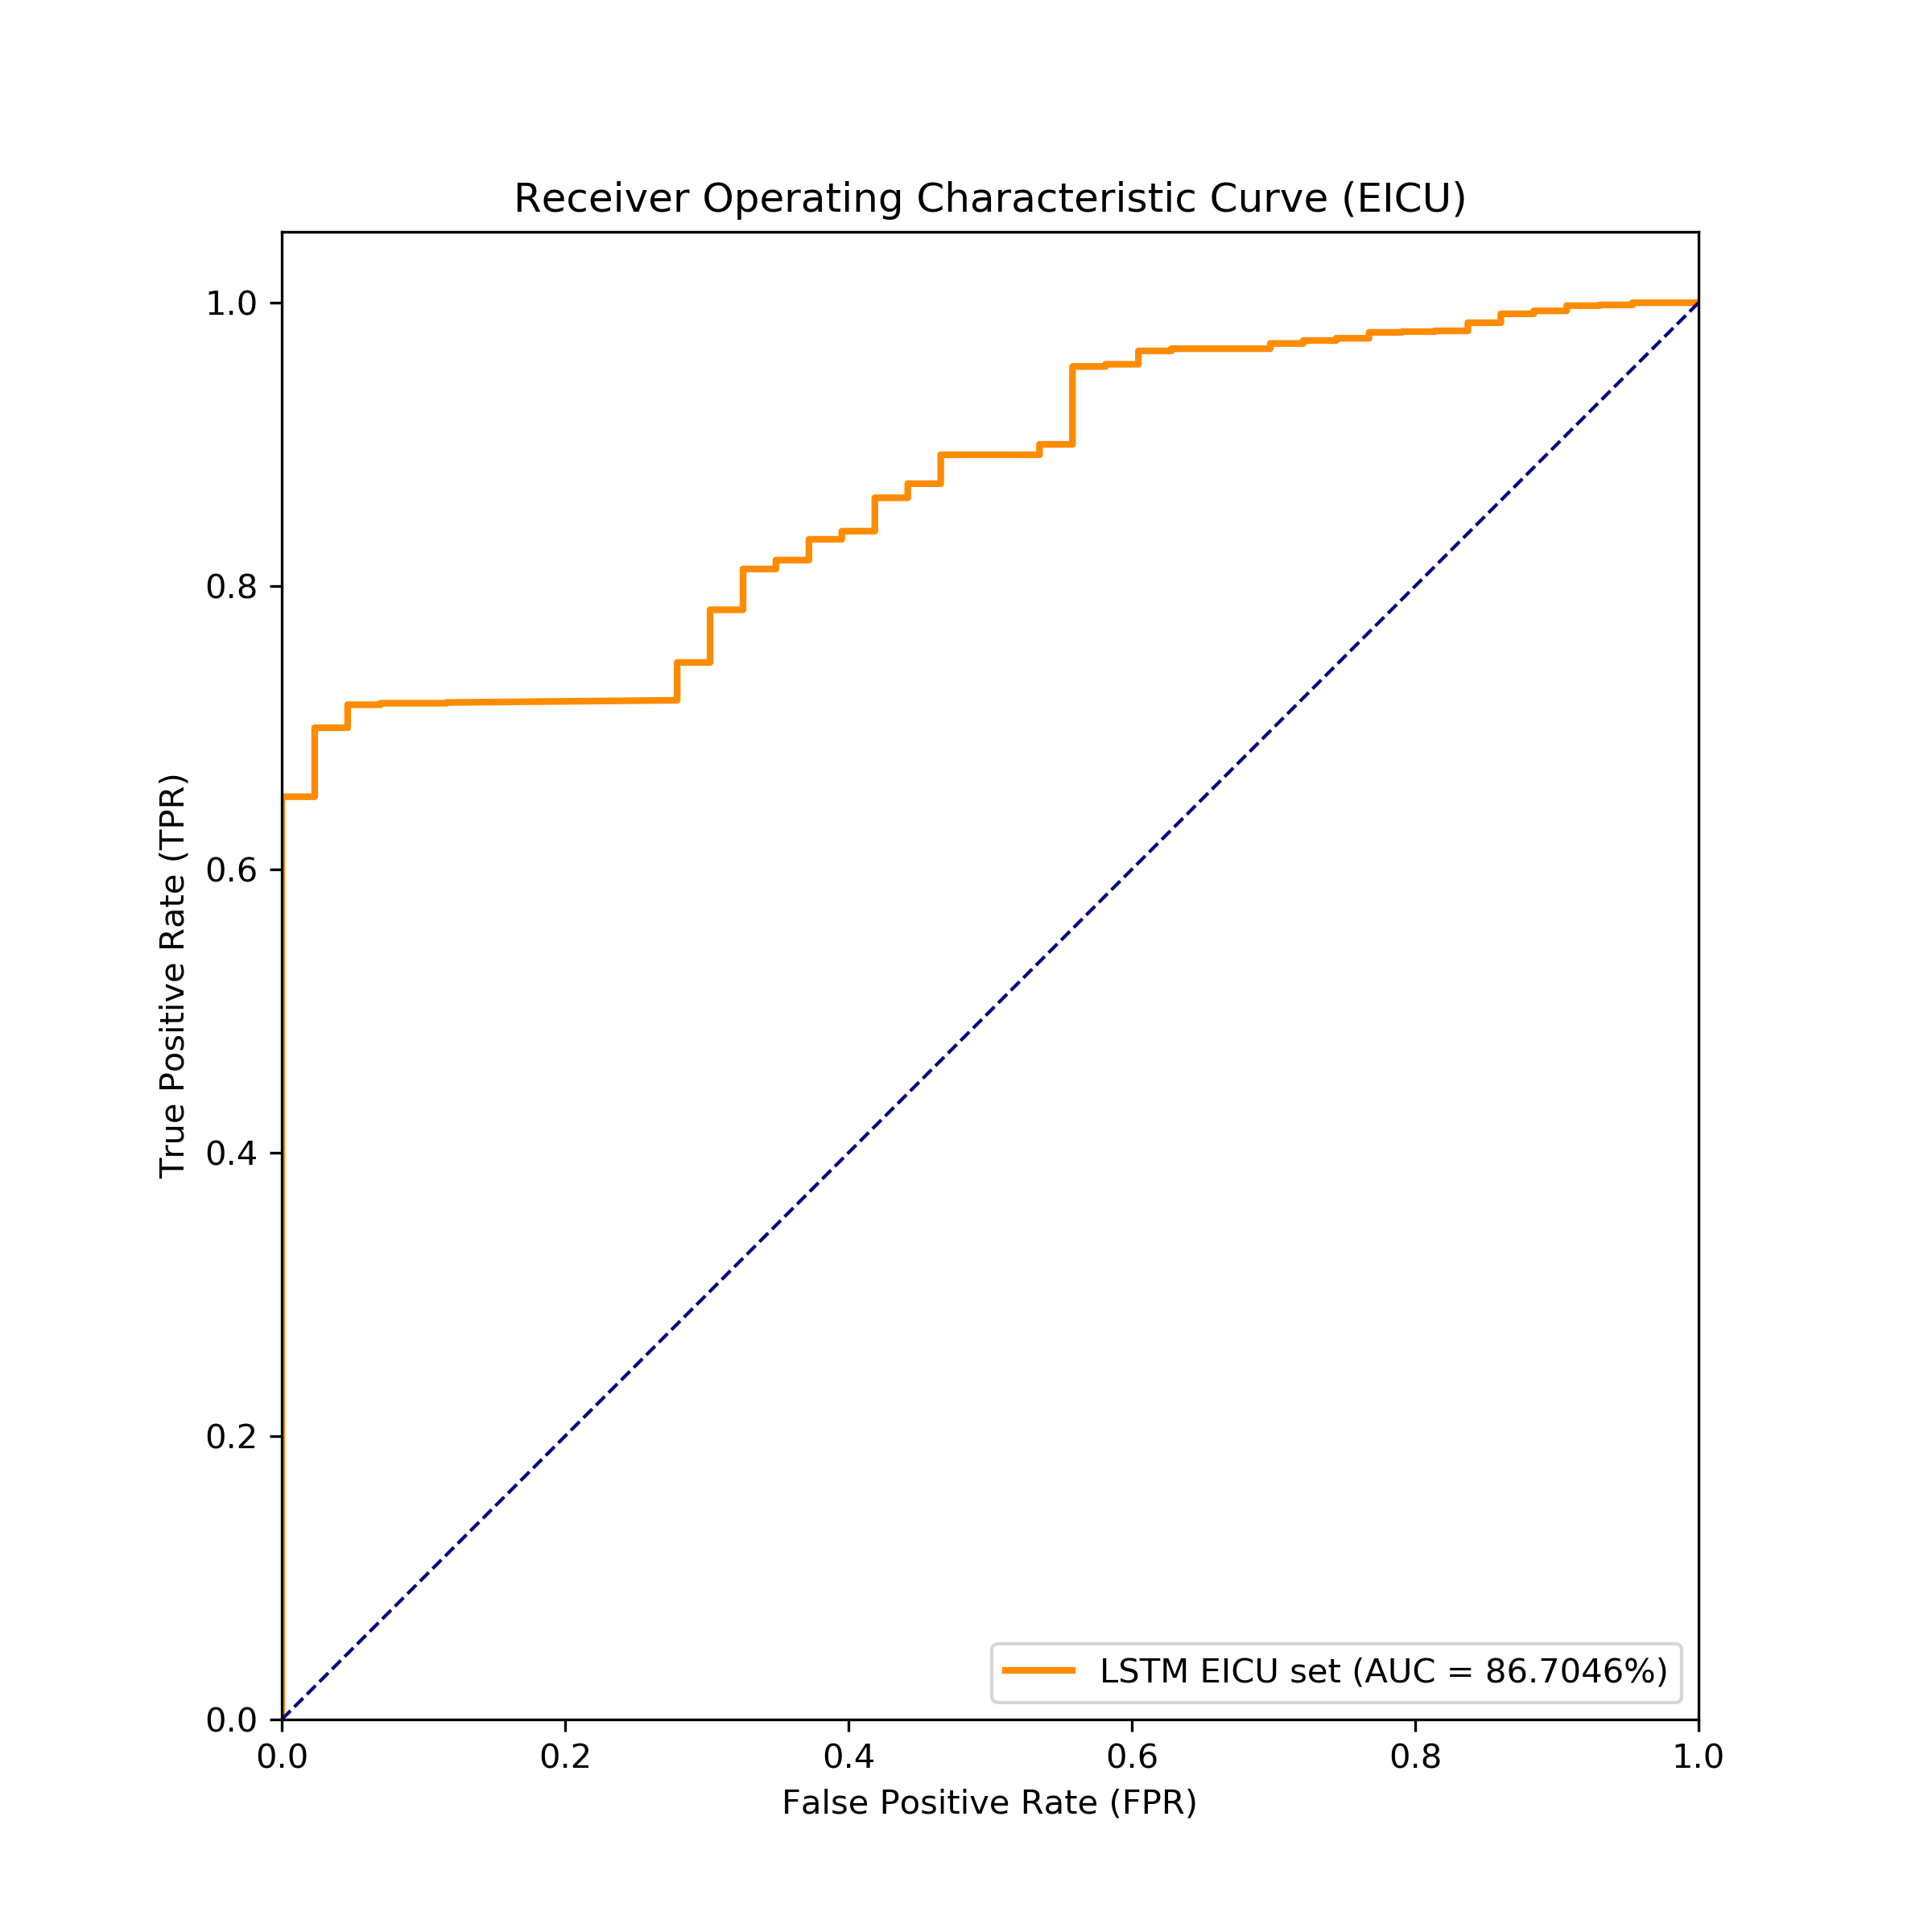 Receiver Operating Characteristic Curve (EICU)
1.0
0.8
0.6
0.4
0.2
0.0
True Positive Rate (TPR)
0.0 0.2 0.4 0.6 0.8 1.0
False Positive Rate (FPR)
LSTM EICU set (AUC = 86.7046%)